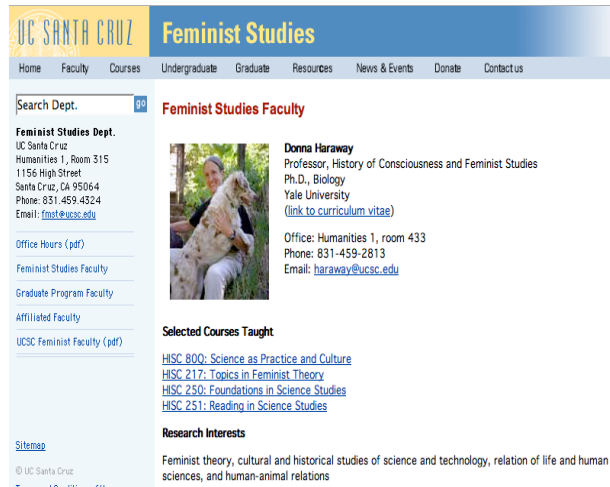 UC SANTA CRUZ
Feminist Studies
Home Faculty Courses Undergraduate Graduate Resources News & Events Donate Contact us
Search Dept. go
Feminist Studies Dept.
UC Santa Cruz
Humanities 1, Room 315
1156 High Street
Santa Cruz, CA 95064
Phone: 831.459.4324
Email: fmst@ucsc.edu
Office Hours (pdf)
Feminist Studies Faculty
Graduate Program Faculty
Affiliated Faculty
UCSC Feminist Faculty (pdf)
Sitemap
© UC Santa Cruz
Feminist Studies Faculty
Donna Haraway
Professor, History of Consciousness and Feminist Studies
Ph.D., Biology
Yale University
(link to curriculum vitae)
Office: Humanities 1, room 433
Phone: 831-459-2813
Email: haraway@ucsc.edu
Selected Courses Taught
HISC 80Q: Science as Practice and Culture
HISC 217: Topics in Feminist Theory
HISC 250: Foundations in Science Studies
HISC 251: Reading in Science Studies
Research Interests
Feminist theory, cultural and historical studies of science and technology, relation of life and human
sciences, and human-animal relations